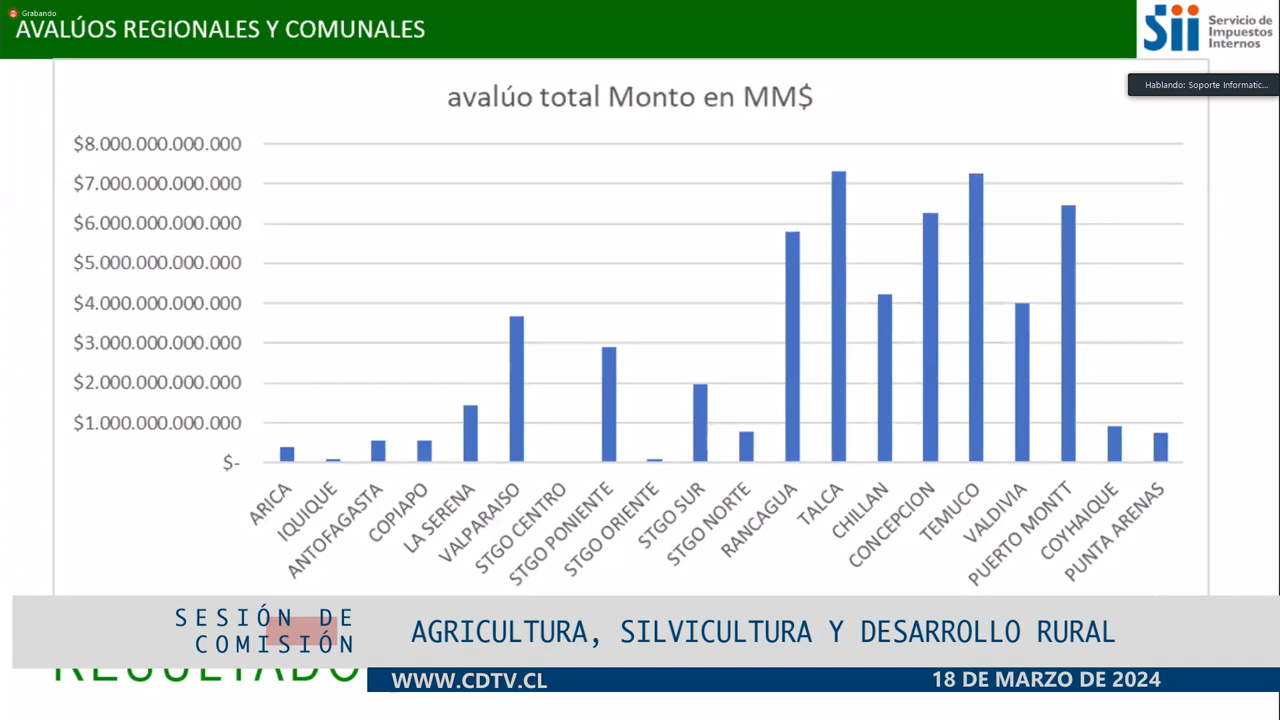 Grabando
AVALÚOS REGIONALES Y COMUNALES
Sii Servicio de
Impuestos
Internos
Hablando: Soporte Informatic...
avalúo total Monto en MM$
$8.000.000.000.000
$7.000.000.000.000
$6.000.000.000.000
$5.000.000.000.000
$4.000.000.000.000
$3.000.000.000.000
$2.000.000.000.000
$1.000.000.000.000
$-
ARICA
IQUIQUE
ANTOFAGASTA
COPIAPO
LA SERENA
VALPARAISO
STGO CENTRO
STGO PONIENTE
STGO ORIENTE
STGO SUR
STGO NORTE
RANCAGUA
TALCA
CHILLAN
CONCEPCION
TEMUCO
VALDIVIA
PUERTO MONTT
COYHAIQUE
PUNTA ARENAS
SESIÓN DE
COMISIÓN
AGRICULTURA, SILVICULTURA Y DESARROLLO RURAL
RESULTADO
WWW.CDTV.CL
18 DE MARZO DE 2024